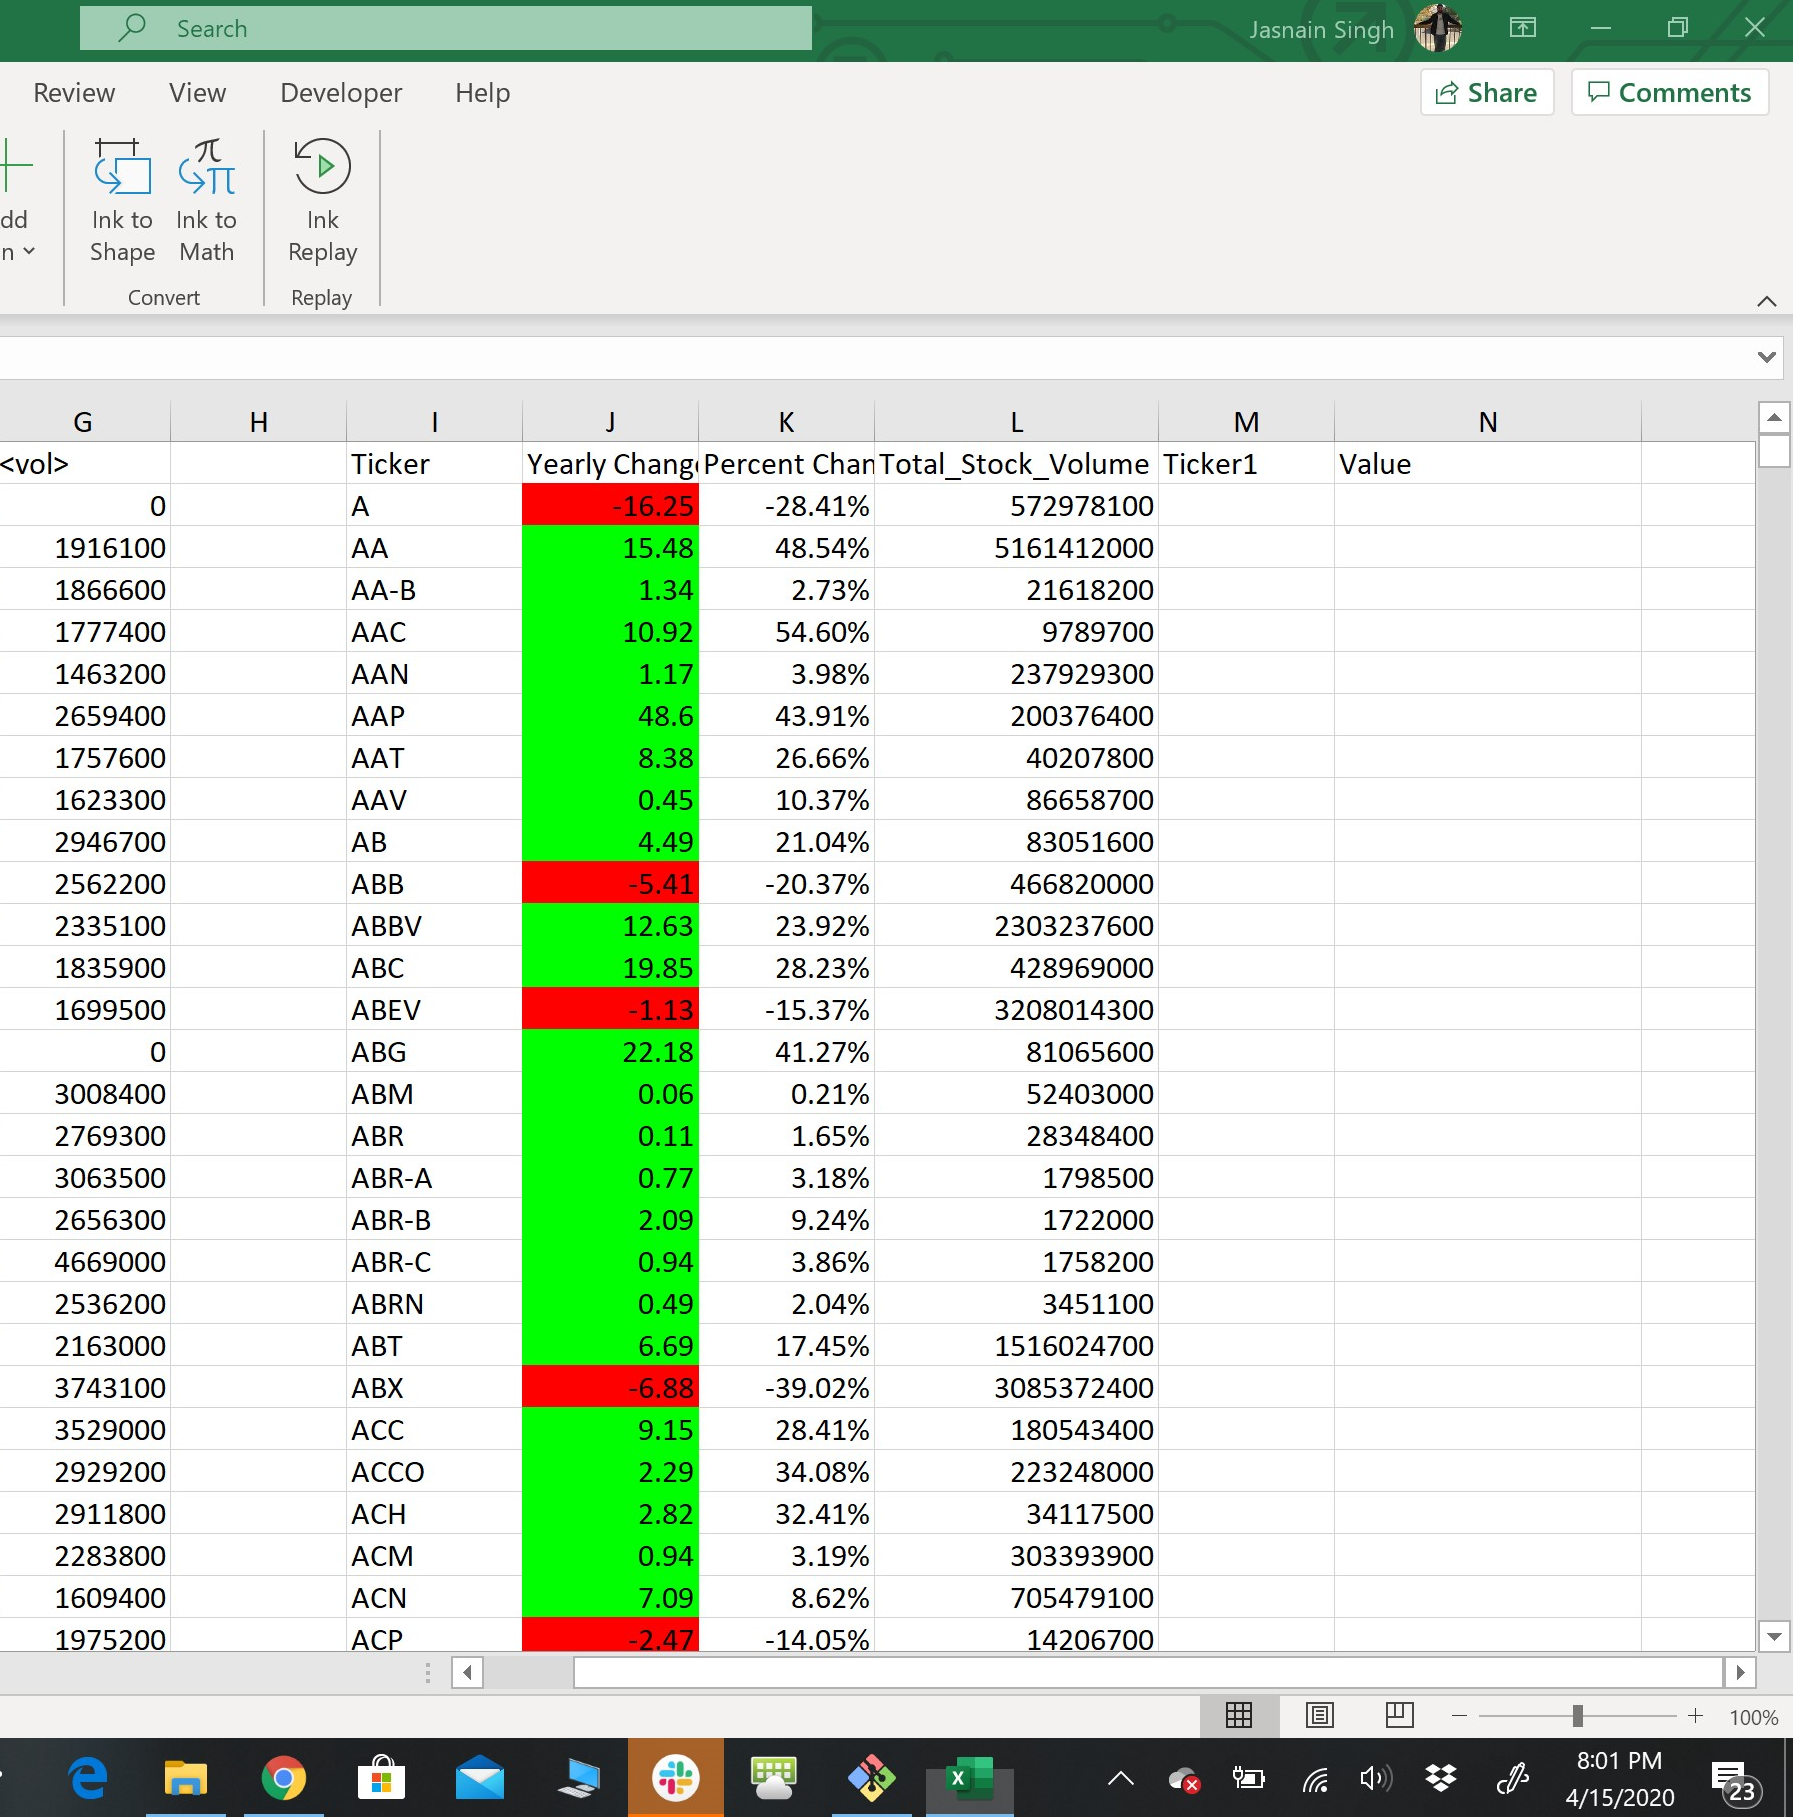 Search
Jasnain Singh
Review View Developer Help
Share Comments
dd
n
Ink to
Shape
Ink to
Math
Ink
Replay
Convert Replay
G H I J K L M N
<vol> Ticker Yearly Chang Percent Chan Total_Stock_Volume Ticker1 Value
0 A -16.25 -28.41% 572978100
1916100 AA 15.48 48.54% 5161412000
1866600 AA-B 1.34 2.73% 21618200
1777400 AAC 10.92 54.60% 9789700
1463200 AAN 1.17 3.98% 237929300
2659400 AAP 48.6 43.91% 200376400
1757600 AAT 8.38 26.66% 40207800
1623300 AAV 0.45 10.37% 86658700
2946700 AB 4.49 21.04% 83051600
2562200 ABB -5.41 -20.37% 466820000
2335100 ABBV 12.63 23.92% 2303237600
1835900 ABC 19.85 28.23% 428969000
1699500 ABEV -1.13 -15.37% 3208014300
0 ABG 22.18 41.27% 81065600
3008400 ABM 0.06 0.21% 52403000
2769300 ABR 0.11 1.65% 28348400
3063500 ABR-A 0.77 3.18% 1798500
2656300 ABR-B 2.09 9.24% 1722000
4669000 ABR-C 0.94 3.86% 1758200
2536200 ABRN 0.49 2.04% 3451100
2163000 ABT 6.69 17.45% 1516024700
3743100 ABX -6.88 -39.02% 3085372400
3529000 ACC 9.15 28.41% 180543400
2929200 ACCO 2.29 34.08% 223248000
2911800 ACH 2.82 32.41% 34117500
2283800 ACM 0.94 3.19% 303393900
1609400 ACN 7.09 8.62% 705479100
1975200 ACP -2.47 -14.05% 14206700
100%
8:01 PM
4/15/2020
23